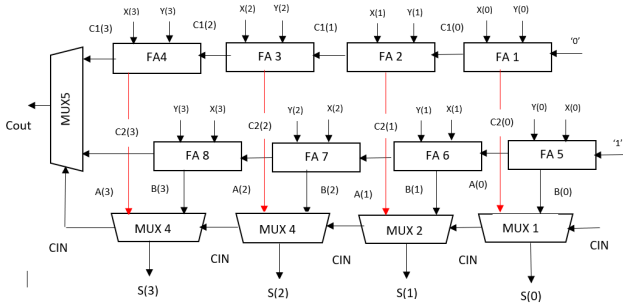 X(3) Y(3) X(2) Y(2) X(1) Y(1) X(0) Y(0)
C1(3) C1(2) C1(1) C1(0)
FA4 FA 3 FA 2 FA 1 '0'
MUX5
Cout
Y(3) X(3) Y(2) X(2) Y(1) X(1) Y(0) X(0)
C2(3) C2(2) C2(1) C2(0)
FA 8 FA 7 FA 6 FA 5 '1'
A(3) B(3) A(2) B(2) A(1) B(1) A(0) B(0)
MUX 4 MUX 4 MUX 2 MUX 1
CIN CIN CIN CIN CIN
S(3) S(2) S(1) S(0)